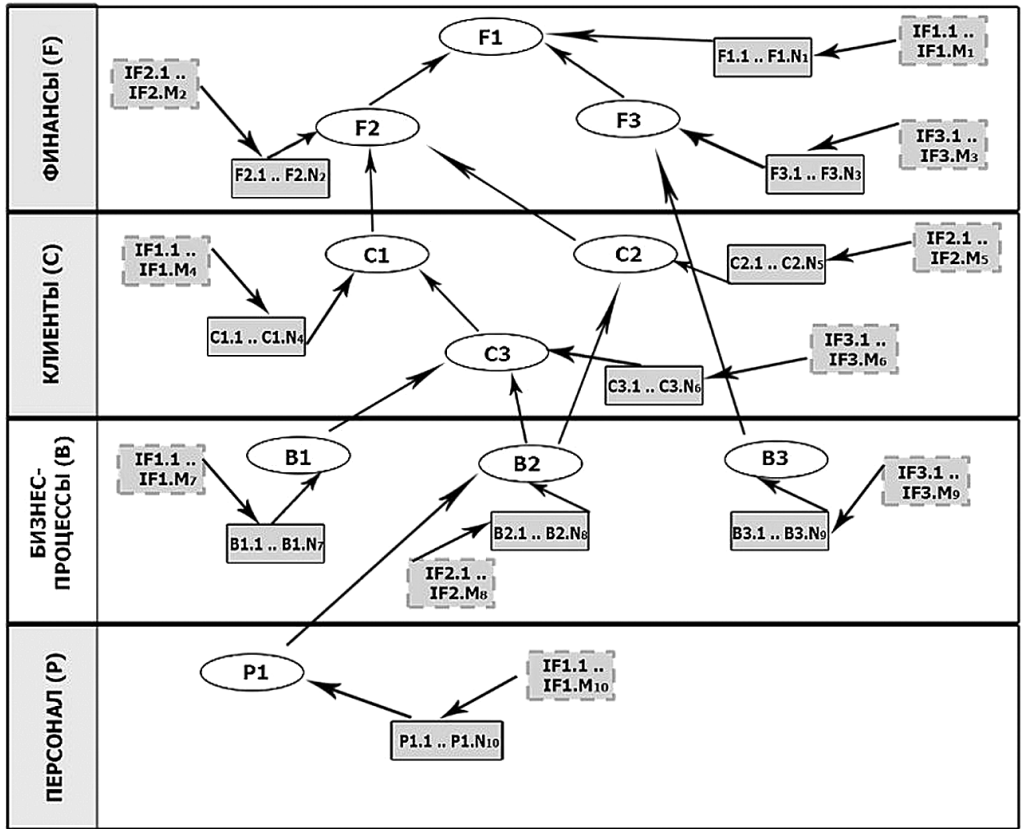 ФИНАНСЫ (F)
F1
F1.1 .. F1.N₁
IF1.1 ..
IF1.M₁
IF2.1 ..
IF2.M₂
F2
F3
F2.1 .. F2.N₂
F3.1 .. F3.N₃
IF3.1 ..
IF3.M₃
КЛИЕНТЫ (C)
IF1.1 ..
IF1.M₄
C1
C2
C2.1 .. C2.N₅
IF2.1 ..
IF2.M₅
C1.1 .. C1.N₄
C3
C3.1 .. C3.N₆
IF3.1 ..
IF3.M₆
БИЗНЕС-
ПРОЦЕССЫ (B)
IF1.1 ..
IF1.M₇
B1
B2
B3
IF3.1 ..
IF3.M₉
B1.1 .. B1.N₇
B2.1 .. B2.N₈
B3.1 .. B3.N₉
IF2.1 ..
IF2.M₈
ПЕРСОНАЛ (P)
P1
IF1.1 ..
IF1.M₁₀
P1.1 .. P1.N₁₀